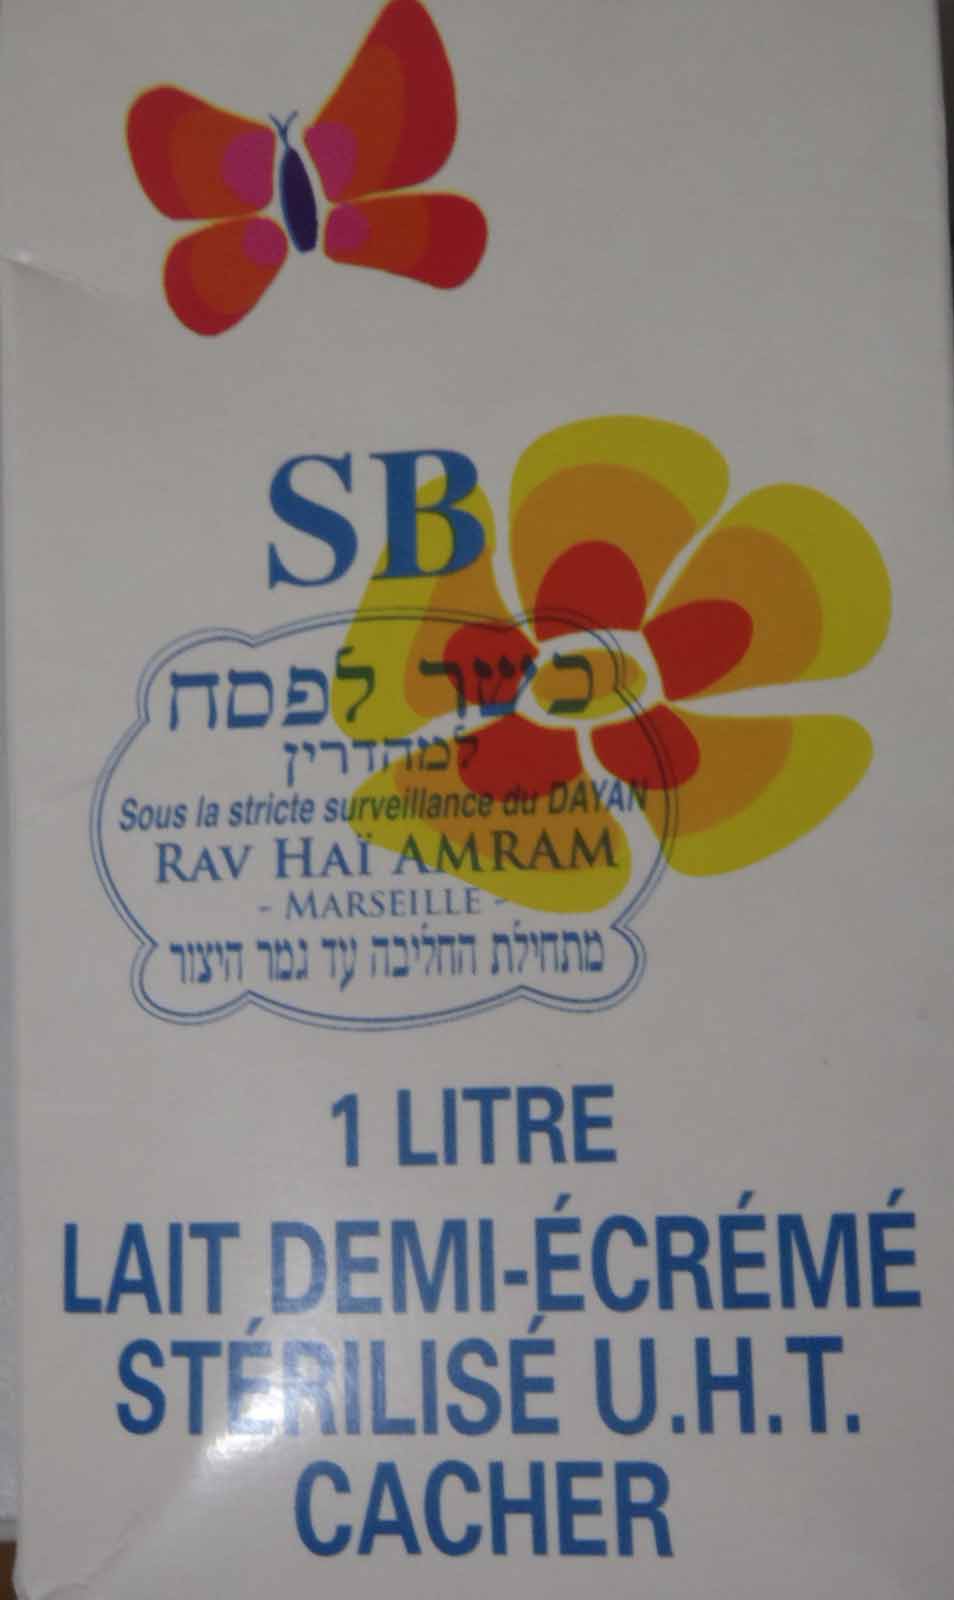 SB
כשר לפסח
למהדרין
Sous la stricte surveillance du DAYAN
RAV HAÏ AMRAM
- MARSEILLE -
מתחילת החליבה עד גמר היצור
1 LITRE
LAIT DEMI-ÉCRÉMÉ
STÉRILISÉ U.H.T.
CACHER